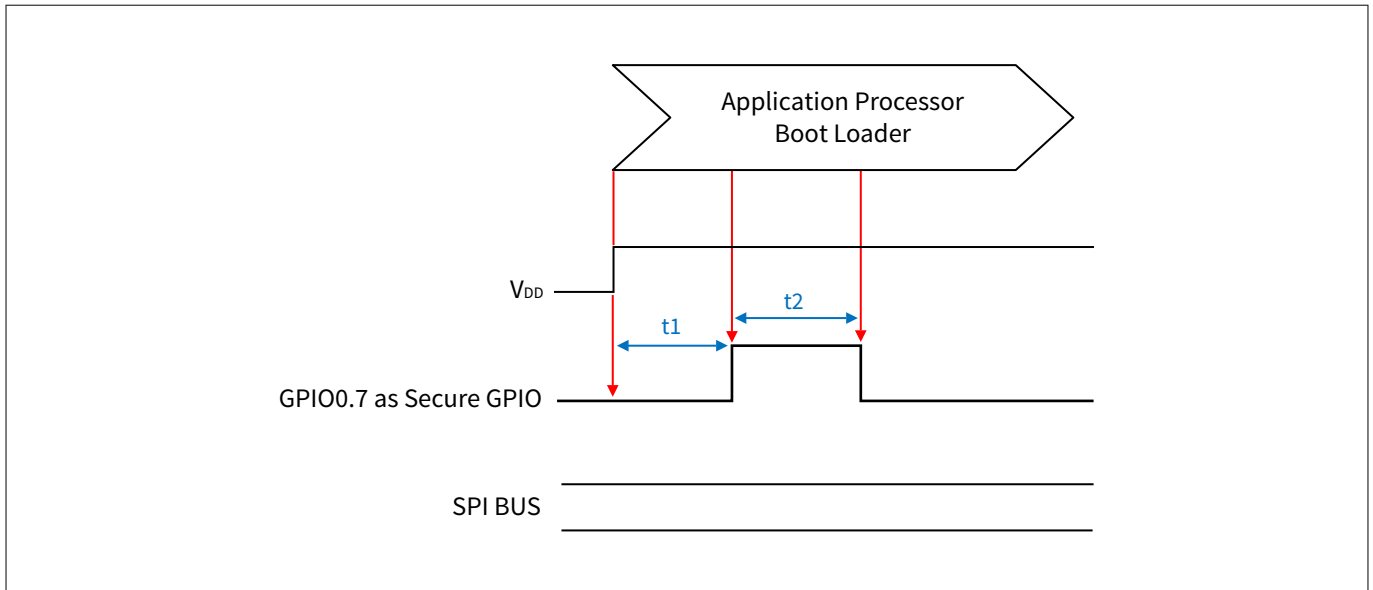 Application Processor
Boot Loader
VDD
t2
t1
GPIO0.7 as Secure GPIO
SPI BUS